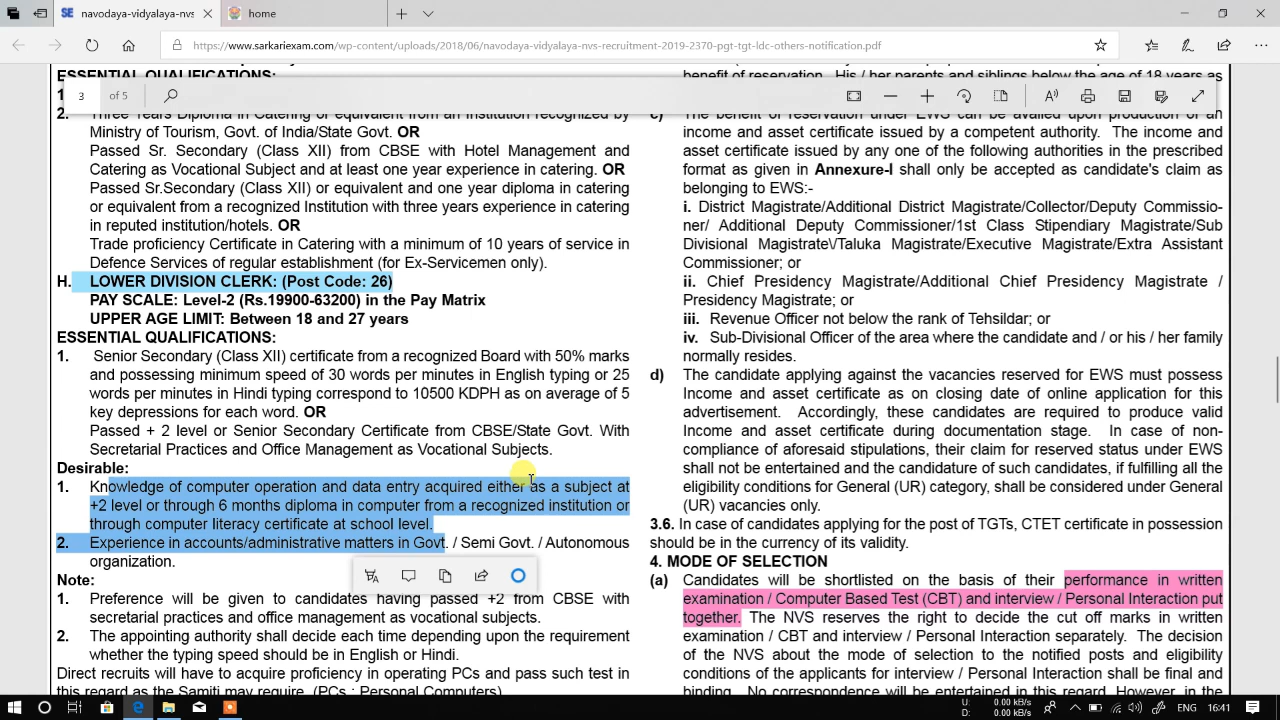 navodaya-vidyalaya-nvs
home
https://www.sarkariexam.com/wp-content/uploads/2018/06/navodaya-vidyalaya-nvs-recruitment-2019-2370-pgt-tgt-ldc-others-notification.pdf
3 of 5
ESSENTIAL QUALIFICATIONS:
1
2. Three Years Diploma in Catering or equivalent from an Institution recognized by
Ministry of Tourism, Govt. of India/State Govt. OR
Passed Sr. Secondary (Class XII) from CBSE with Hotel Management and
Catering as Vocational Subject and at least one year experience in catering. OR
Passed Sr.Secondary (Class XII) or equivalent and one year diploma in catering
or equivalent from a recognized Institution with three years experience in catering
in reputed institution/hotels. OR
Trade proficiency Certificate in Catering with a minimum of 10 years of service in
Defence Services of regular establishment (for Ex-Servicemen only).
H. LOWER DIVISION CLERK: (Post Code: 26)
PAY SCALE: Level-2 (Rs.19900-63200) in the Pay Matrix
UPPER AGE LIMIT: Between 18 and 27 years
ESSENTIAL QUALIFICATIONS:
1. Senior Secondary (Class XII) certificate from a recognized Board with 50% marks
and possessing minimum speed of 30 words per minutes in English typing or 25
words per minutes in Hindi typing correspond to 10500 KDPH as on average of 5
key depressions for each word. OR
Passed + 2 level or Senior Secondary Certificate from CBSE/State Govt. With
Secretarial Practices and Office Management as Vocational Subjects.
Desirable:
1. Knowledge of computer operation and data entry acquired either as a subject at
+2 level or through 6 months diploma in computer from a recognized institution or
through computer literacy certificate at school level.
2. Experience in accounts/administrative matters in Govt. / Semi Govt. / Autonomous
organization.
Note:
1. Preference will be given to candidates having passed +2 from CBSE with
secretarial practices and office management as vocational subjects.
2. The appointing authority shall decide each time depending upon the requirement
whether the typing speed should be in English or Hindi.
Direct recruits will have to acquire proficiency in operating PCs and pass such test in
this regard as the Samiti may require. (PCs : Personal Computers)
benefit of reservation. His / her parents and siblings below the age of 18 years as
c) The benefit of reservation under EWS can be availed upon production of an
income and asset certificate issued by a competent authority. The income and
asset certificate issued by any one of the following authorities in the prescribed
format as given in Annexure-I shall only be accepted as candidate's claim as
belonging to EWS:-
i. District Magistrate/Additional District Magistrate/Collector/Deputy Commissio-
ner/ Additional Deputy Commissioner/1st Class Stipendiary Magistrate/Sub
Divisional Magistrate\/Taluka Magistrate/Executive Magistrate/Extra Assistant
Commissioner; or
ii. Chief Presidency Magistrate/Additional Chief Presidency Magistrate /
Presidency Magistrate; or
iii. Revenue Officer not below the rank of Tehsildar; or
iv. Sub-Divisional Officer of the area where the candidate and / or his / her family
normally resides.
d) The candidate applying against the vacancies reserved for EWS must possess
Income and asset certificate as on closing date of online application for this
advertisement. Accordingly, these candidates are required to produce valid
Income and asset certificate during documentation stage. In case of non-
compliance of aforesaid stipulations, their claim for reserved status under EWS
shall not be entertained and the candidature of such candidates, if fulfilling all the
eligibility conditions for General (UR) category, shall be considered under General
(UR) vacancies only.
3.6. In case of candidates applying for the post of TGTs, CTET certificate in possession
should be in the currency of its validity.
4. MODE OF SELECTION
(a) Candidates will be shortlisted on the basis of their performance in written
examination / Computer Based Test (CBT) and interview / Personal Interaction put
together. The NVS reserves the right to decide the cut off marks in written
examination / CBT and interview / Personal Interaction separately. The decision
of the NVS about the mode of selection to the notified posts and eligibility
conditions of the applicants for interview / Personal Interaction shall be final and
binding. No correspondence will be entertained in this regard. However, in the
U: 0.00 kB/s
D: 0.00 kB/s
ENG 16:41